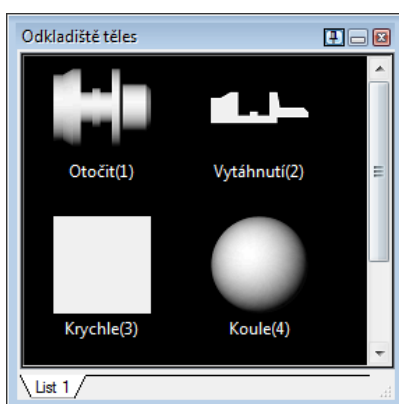 Odkladiště těles
Otočit(1) Vytáhnutí(2)
Krychle(3) Koule(4)
List 1